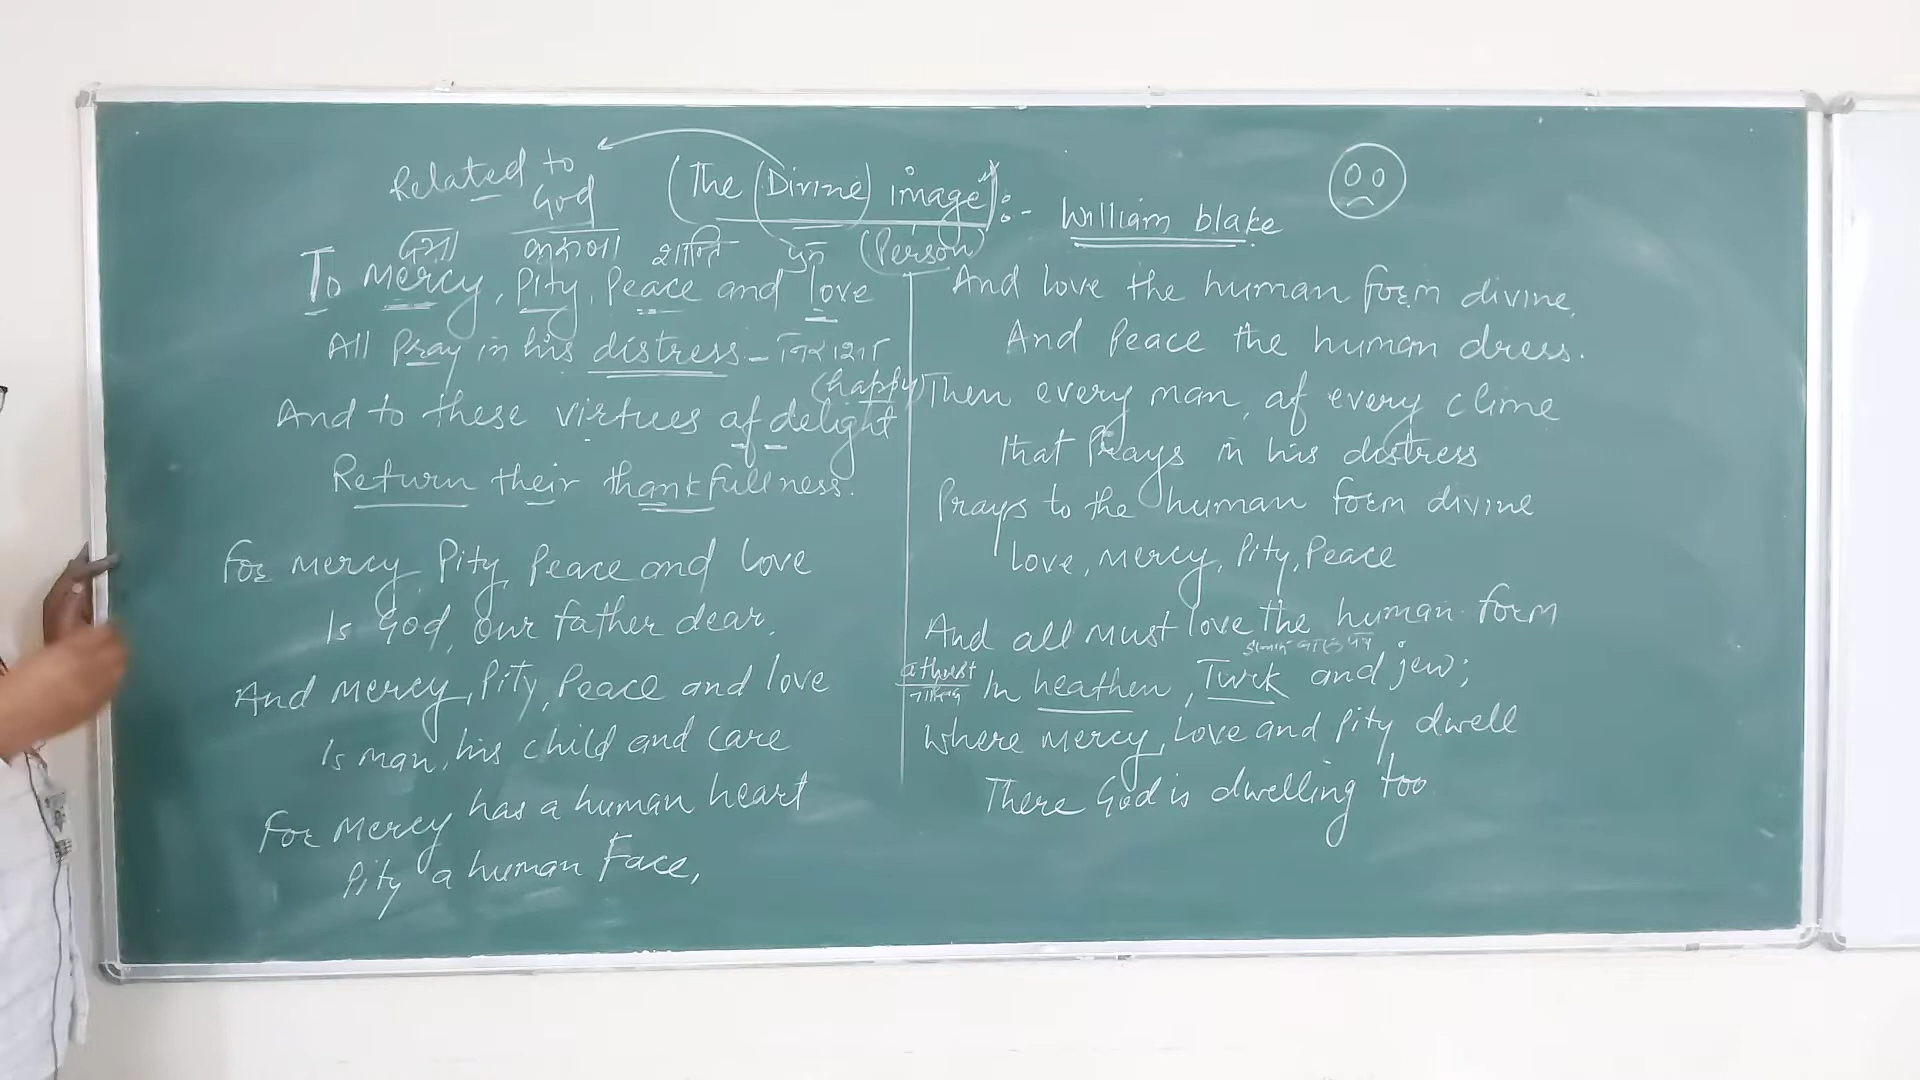 Related to
God
(The (Divine) image"):- William blake
दया करुणा शान्ति प्रेम (Person)
To Mercy, Pity, Peace and love
All Pray in his distress - निराशा
(happy)
And to these virtues of delight
Return their thankfullness.
For Mercy Pity, Peace and Love
Is God, our father dear,
And Mercy, Pity, Peace and love
Is man, his child and care
For Mercy has a human heart
Pity a human Face,
And love the human form divine,
And Peace the human dress.
Then every man, of every clime
that Prays in his distress
Prays to the human form divine
Love, Mercy, Pity, Peace
And all must love the human form
athest
नास्तिक
In heathen, Turk and jew;
Where Mercy, Love and Pity dwell
There God is dwelling too